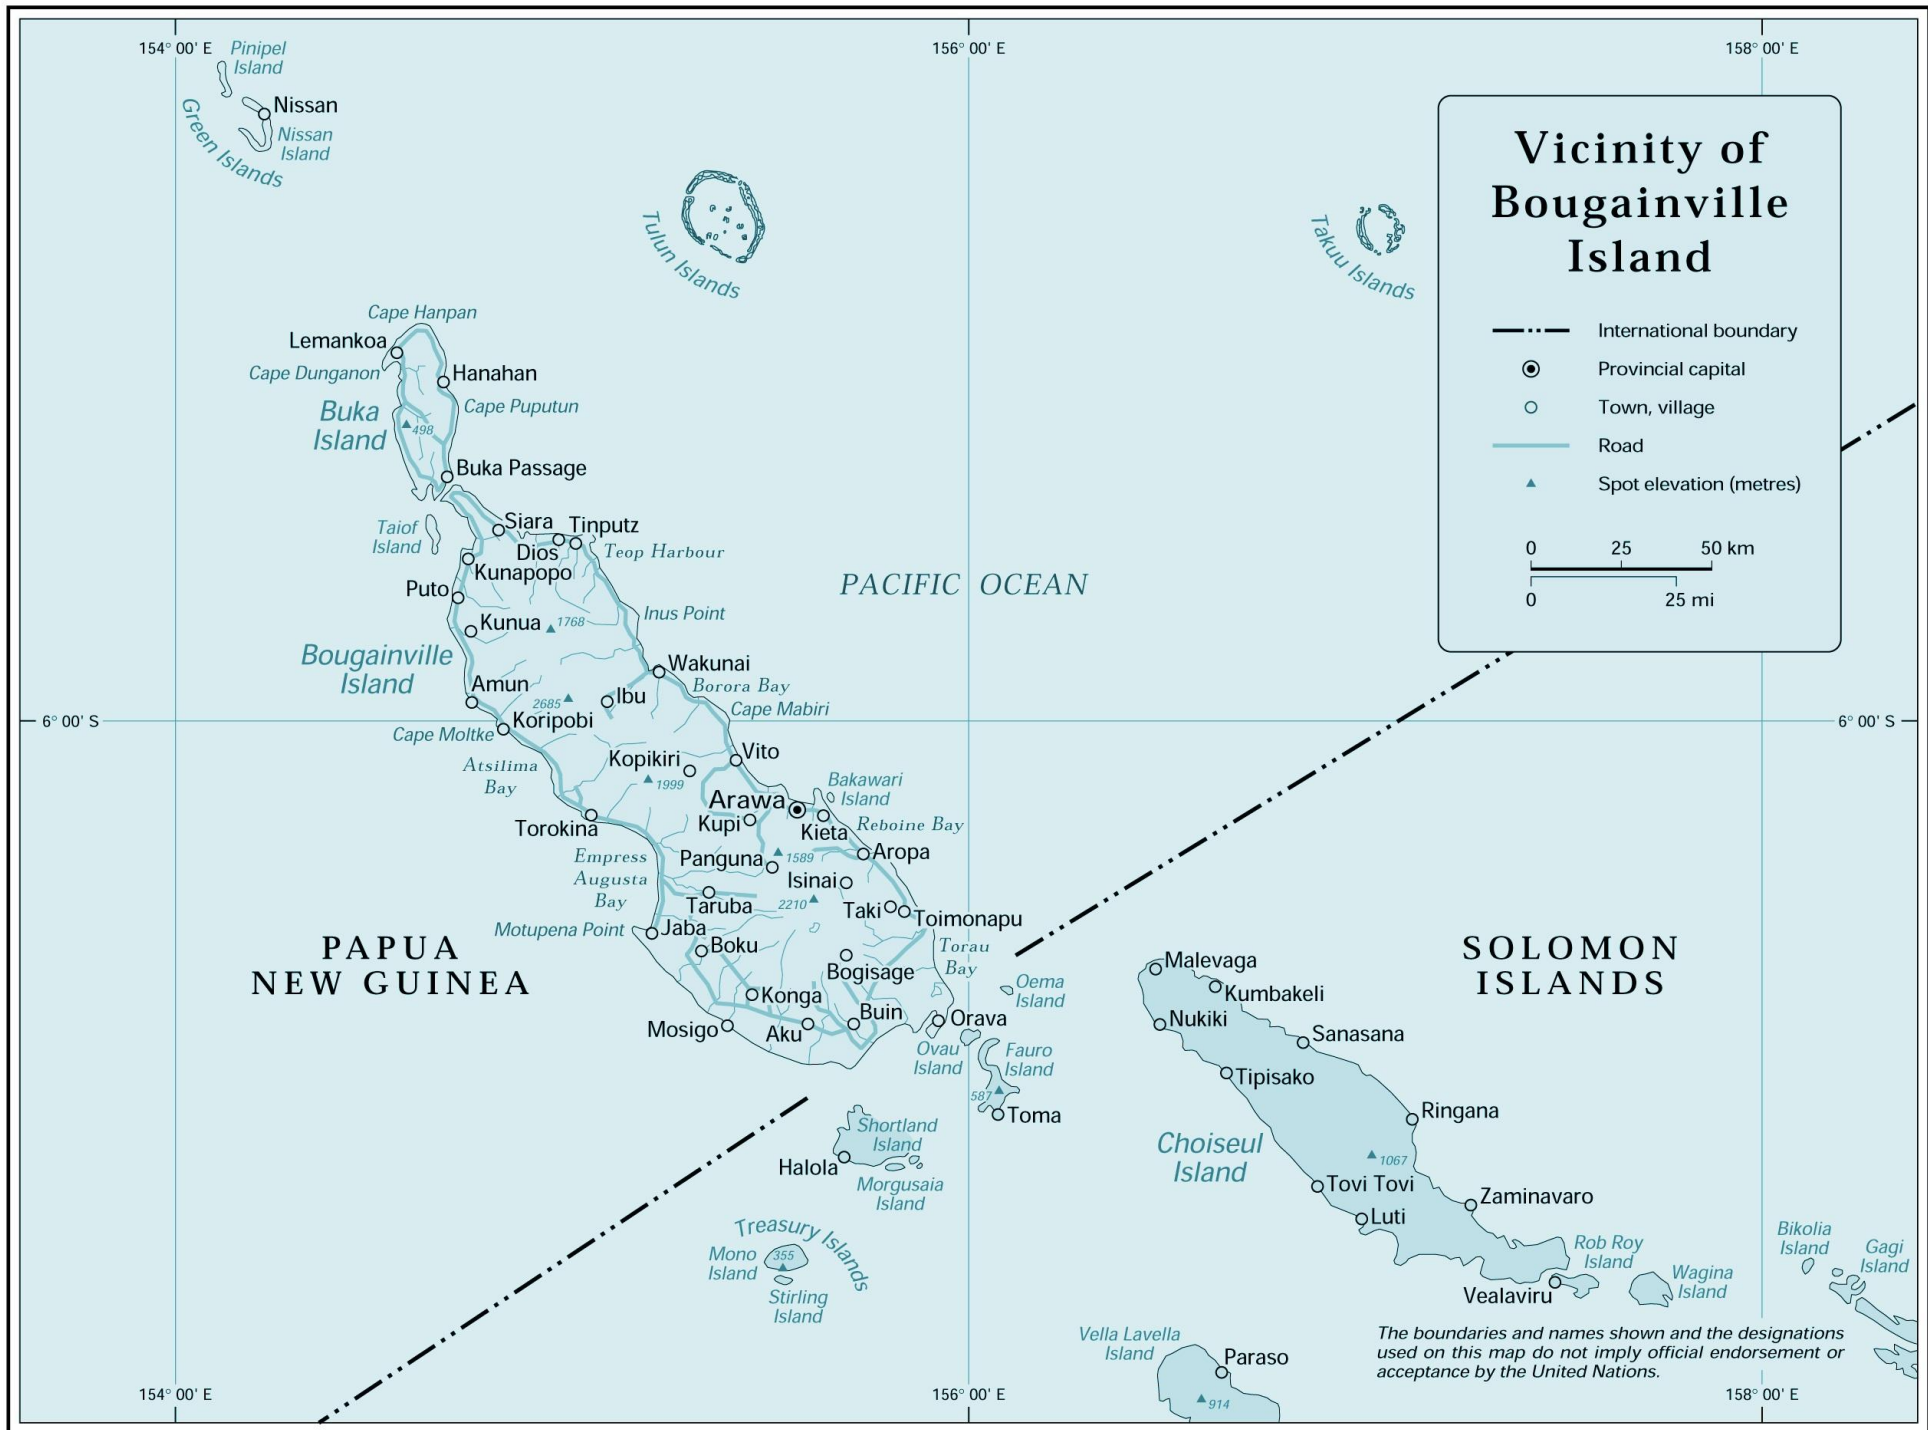 154° 00' E
156° 00' E
158° 00' E
Pinipel
Island
Nissan
Nissan
Island
Green Islands
Tulun Islands
Takuu Islands
Vicinity of
Bougainville
Island
International boundary
Provincial capital
Town, village
Road
Spot elevation (metres)
0 25 50 km
0 25 mi
Cape Hanpan
Lemankoa
Cape Dunganon
Hanahan
Cape Puputun
Buka
Island
498
Buka Passage
Taiof
Island
Siara
Tinputz
Dios
Teop Harbour
Kunapopo
Puto
PACIFIC OCEAN
Inus Point
Kunua
1768
Bougainville
Island
Wakunai
Amun
Borora Bay
Ibu
2685
Cape Mabiri
6° 00' S
Koripobi
6° 00' S
Cape Moltke
Vito
Kopikiri
Atsilima
Bay
1999
Bakawari
Island
Arawa
Kupi
Kieta
Reboine Bay
Torokina
Aropa
Empress
Augusta
Bay
Panguna
1589
Isinai
Taruba
2210
Taki
Toimonapu
Motupena Point
Jaba
Boku
Torau
Bay
PAPUA
NEW GUINEA
SOLOMON
ISLANDS
Bogisage
Oema
Island
Malevaga
Kumbakeli
Konga
Buin
Orava
Mosigo
Aku
Nukiki
Sanasana
Ovau
Island
Fauro
Island
Tipisako
587
Toma
Ringana
Shortland
Island
Choiseul
Island
1067
Halola
Morgusaia
Island
Tovi Tovi
Zaminavaro
Luti
Treasury Islands
Mono
Island
355
Stirling
Island
Rob Roy
Island
Wagina
Island
Bikolia
Island
Gagi
Island
Vealaviru
Vella Lavella
Island
Paraso
914
The boundaries and names shown and the designations
used on this map do not imply official endorsement or
acceptance by the United Nations.
154° 00' E
156° 00' E
158° 00' E